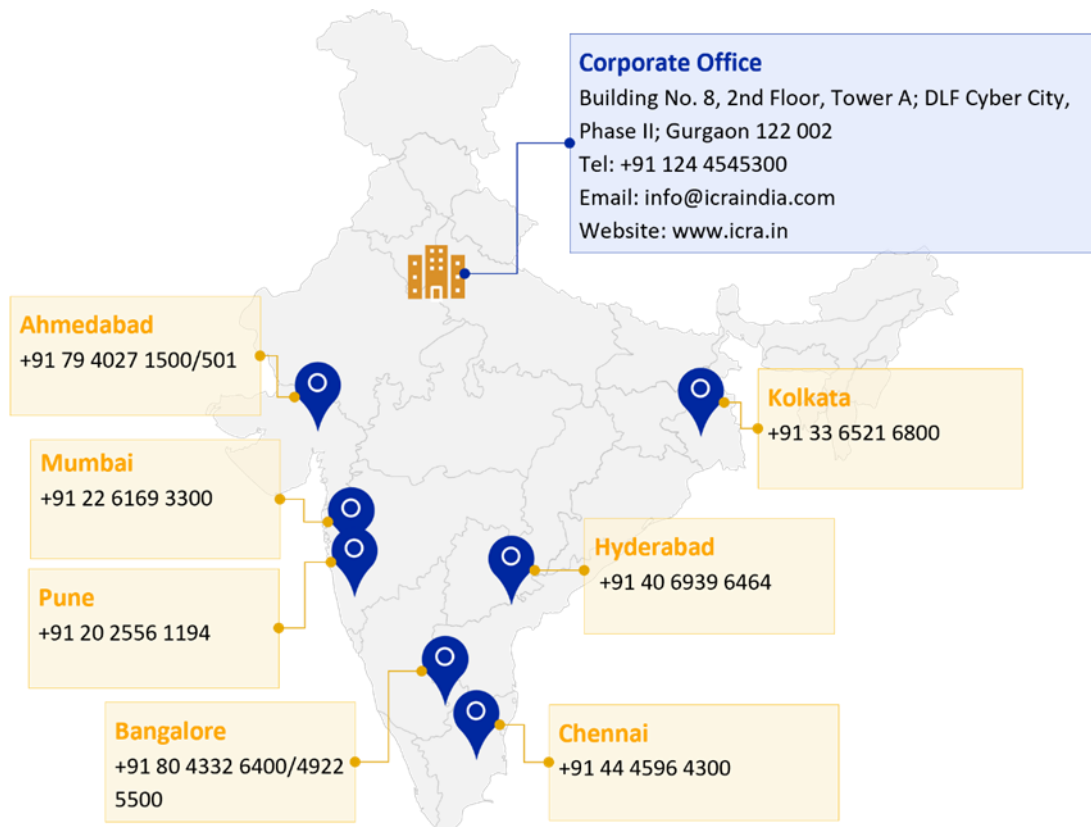 Corporate Office
Building No. 8, 2nd Floor, Tower A; DLF Cyber City,
Phase II; Gurgaon 122 002
Tel: +91 124 4545300
Email: info@icraindia.com
Website: www.icra.in
Ahmedabad
+91 79 4027 1500/501
Kolkata
+91 33 6521 6800
Mumbai
+91 22 6169 3300
Hyderabad
+91 40 6939 6464
Pune
+91 20 2556 1194
Bangalore
+91 80 4332 6400/4922
5500
Chennai
+91 44 4596 4300